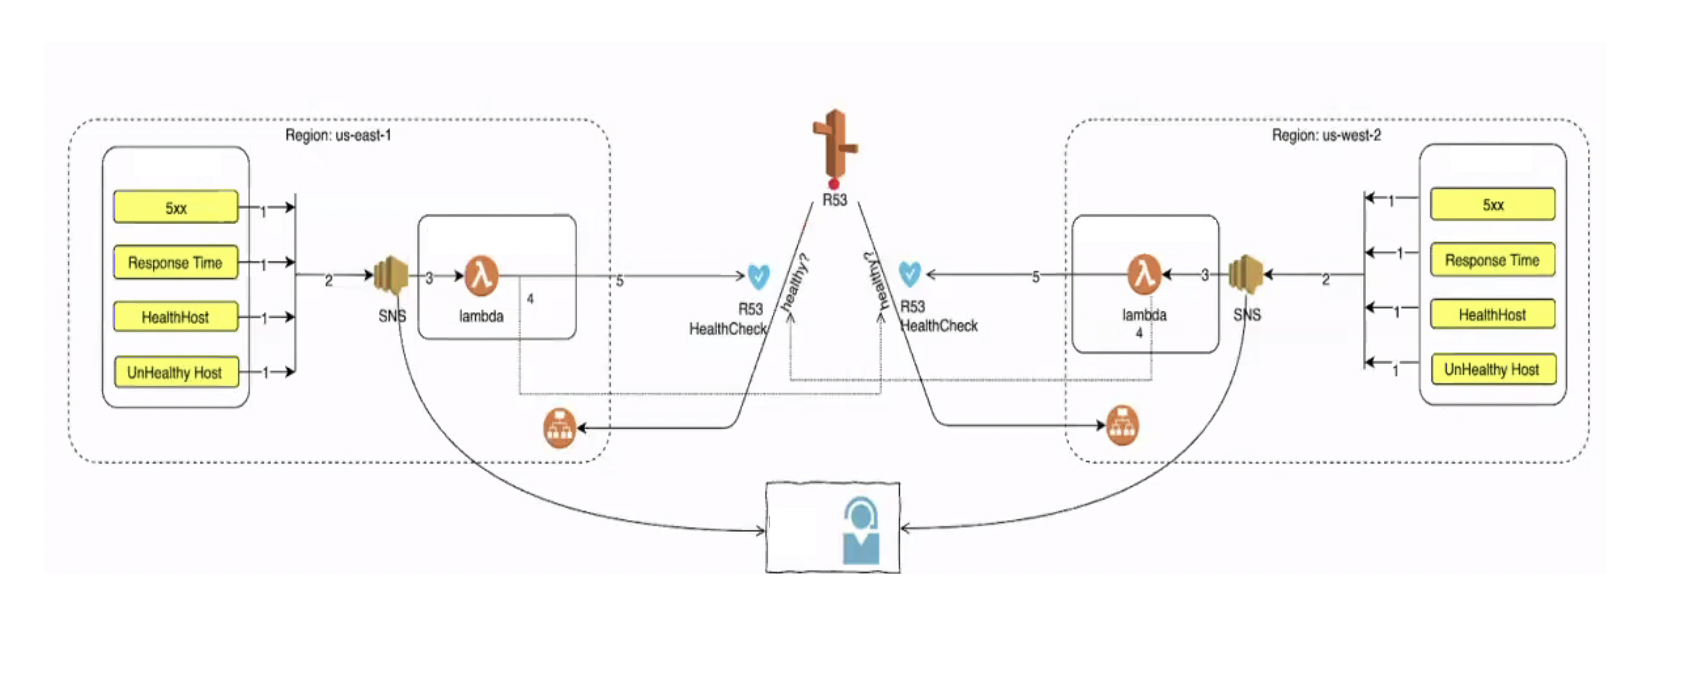 Region: us-east-1
5xx
1
Response Time
1
HealthHost
1
UnHealthy Host
1
2
SNS
3
lambda
4
5
R53
HealthCheck
R53
healthy?
healthy?
R53
HealthCheck
5
Region: us-west-2
lambda
4
3
SNS
2
1
5xx
1
Response Time
1
HealthHost
1
UnHealthy Host